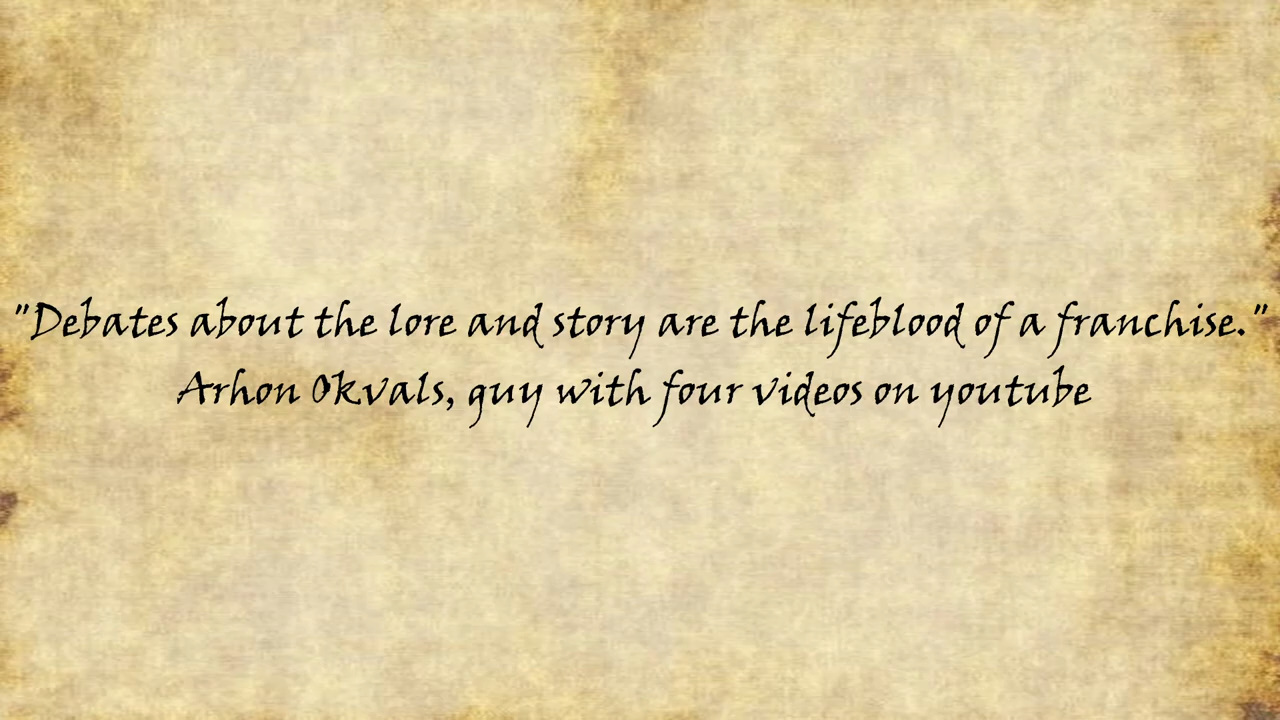 "Debates about the lore and story are the lifeblood of a franchise."
Arhon Okvals, guy with four videos on youtube